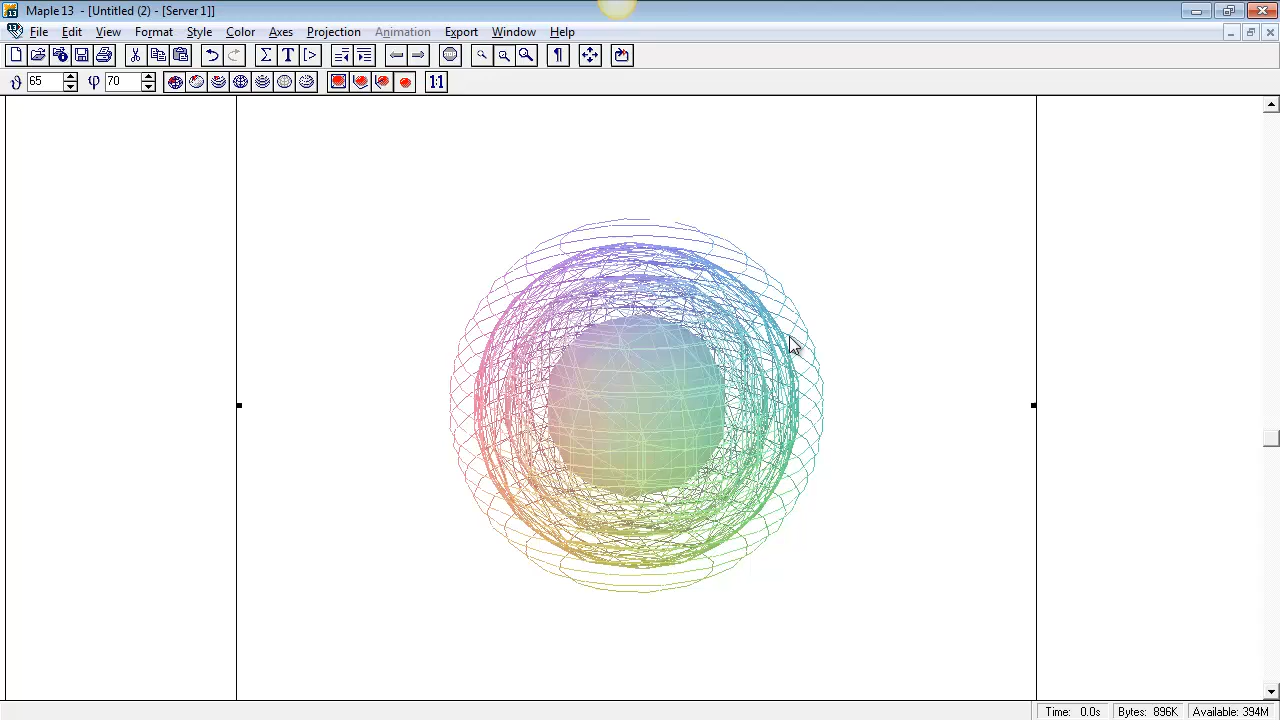 Maple 13 - [Untitled (2) - [Server 1]]
File Edit View Format Style Color Axes Projection Animation Export Window Help
Σ T [> ¶
ϑ 65 φ 70 1:1
Time: 0.0s Bytes: 896K Available: 394M